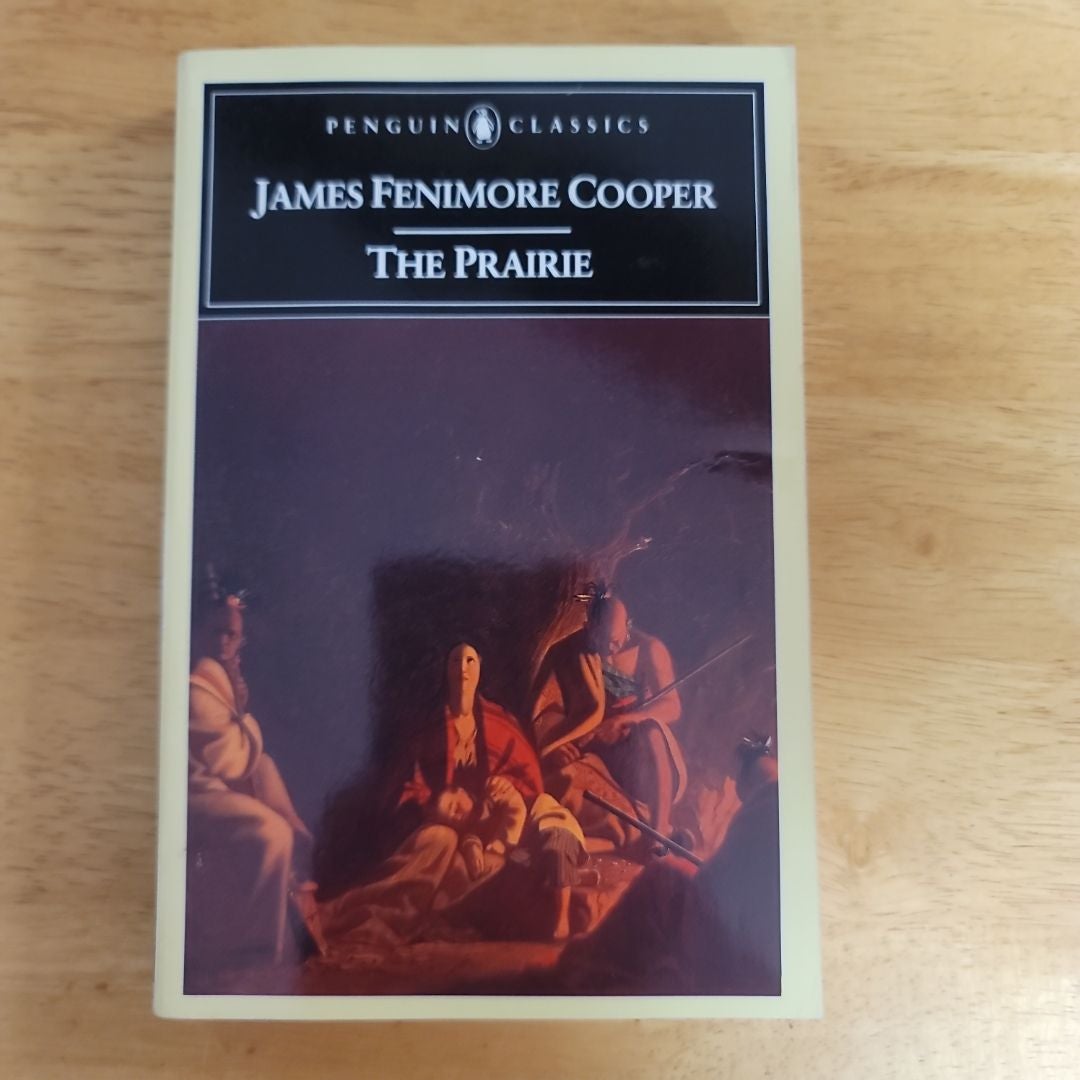 PENGUIN CLASSICS
JAMES FENIMORE COOPER
THE PRAIRIE